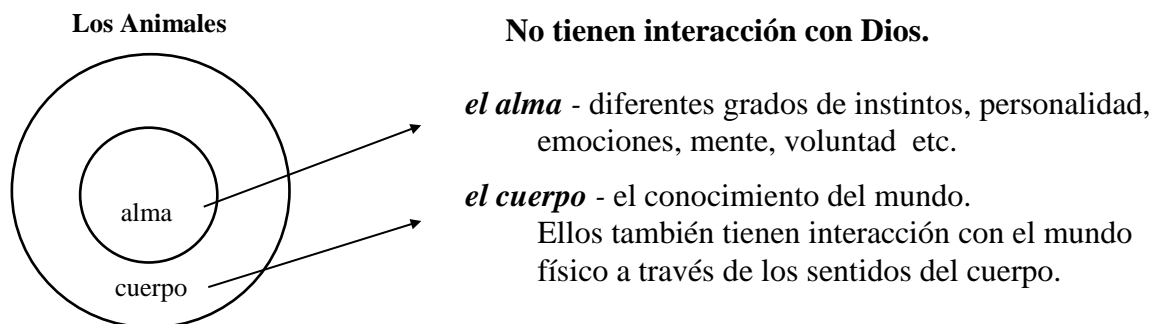 Los Animales
No tienen interacción con Dios.
el alma - diferentes grados de instintos, personalidad,
emociones, mente, voluntad  etc.
el cuerpo - el conocimiento del mundo.
Ellos también tienen interacción con el mundo
físico a través de los sentidos del cuerpo.
alma
cuerpo